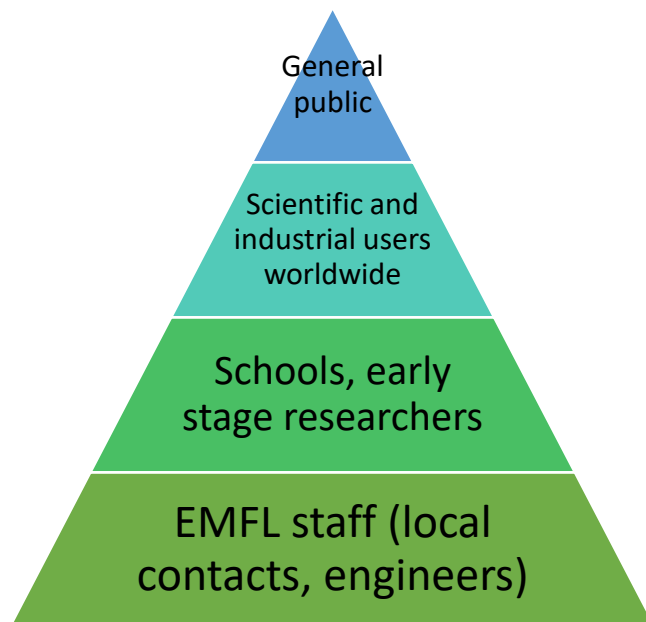 General
public
Scientific and
industrial users
worldwide
Schools, early
stage researchers
EMFL staff (local
contacts, engineers)